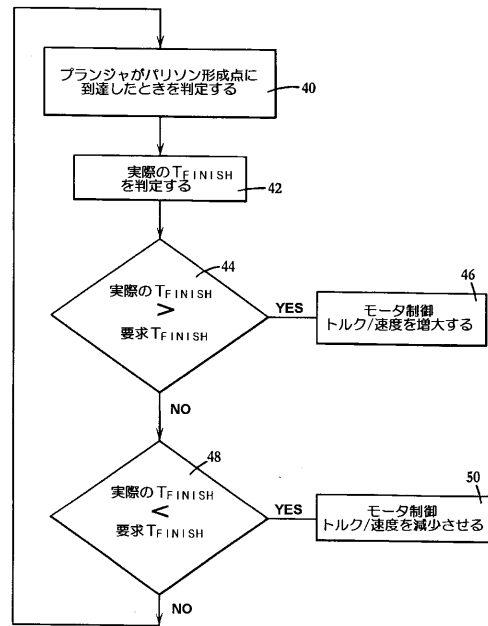 プランジャがパリソン形成点に
到達したときを判定する
40
実際のTFINISH
を判定する
42
44
実際のTFINISH
>
要求TFINISH
YES
46
モータ制御
トルク/速度を増大する
NO
48
実際のTFINISH
<
要求TFINISH
YES
50
モータ制御
トルク/速度を減少させる
NO